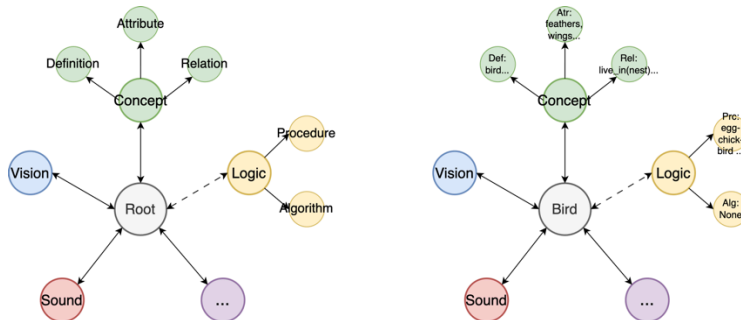 Attribute
Definition
Relation
Concept
Procedure
Vision
Logic
Root
Algorithm
Sound
...
Atr:
feathers,
wings...
Def:
bird...
Rel:
live_in(nest)...
Concept
Prc:
egg-
chick-
bird ...
Vision
Logic
Bird
Alg:
None
Sound
...